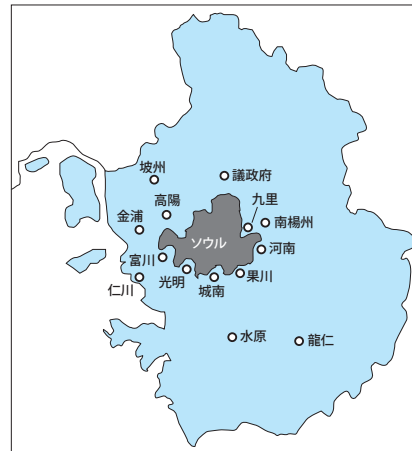 坡州
議政府
高陽
九里
金浦
南楊州
ソウル
河南
富川
光明
果川
仁川
城南
水原
龍仁